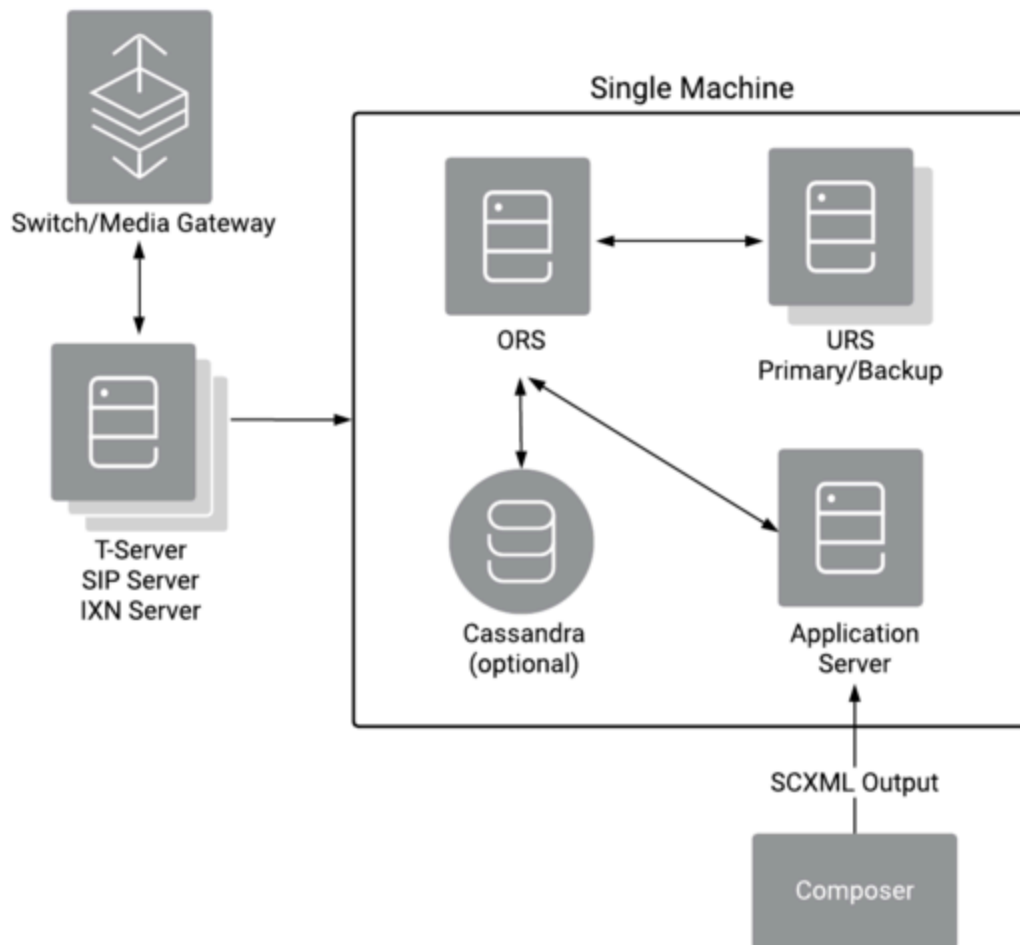 Single Machine
Switch/Media Gateway
ORS
URS
Primary/Backup
T-Server
SIP Server
IXN Server
Cassandra
(optional)
Application
Server
SCXML Output
Composer